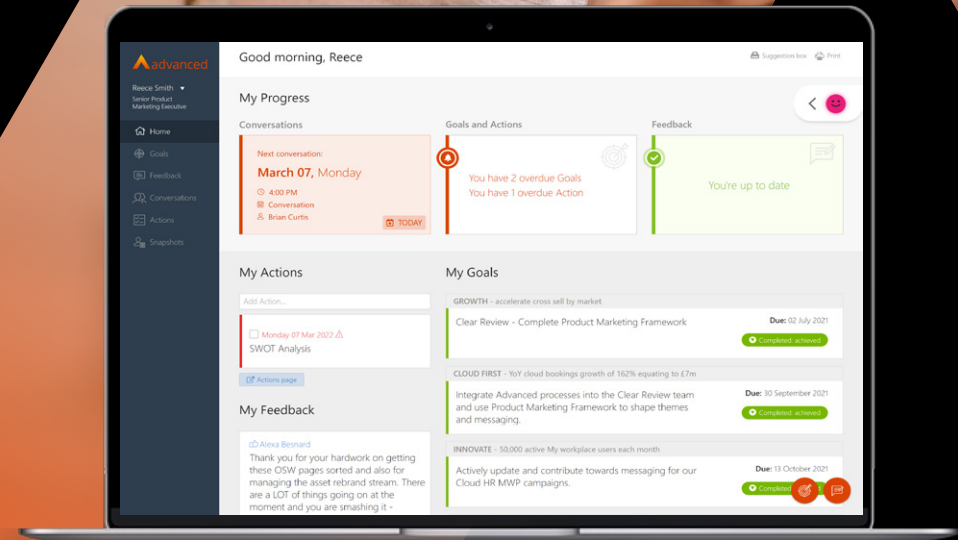 advanced
Reece Smith
Senior Product
Marketing Executive
Home
Goals
Feedback
Conversations
Actions
Snapshots
Good morning, Reece
Suggestion box
Print
My Progress
Conversations
Next conversation:
March 07, Monday
4:00 PM
Conversation
Brian Curtis
TODAY
Goals and Actions
You have 2 overdue Goals
You have 1 overdue Action
Feedback
You're up to date
My Actions
Add Action...
Monday 07 Mar 2022
SWOT Analysis
Actions page
My Feedback
Alexa Besnard
Thank you for your hardwork on getting
these OSW pages sorted and also for
managing the asset rebrand stream. There
are a LOT of things going on at the
moment and you are smashing it -
My Goals
GROWTH - accelerate cross sell by market
Clear Review - Complete Product Marketing Framework
Due: 02 July 2021
Completed: achieved
CLOUD FIRST - YoY cloud bookings growth of 162% equating to £7m
Integrate Advanced processes into the Clear Review team
and use Product Marketing Framework to shape themes
and messaging.
Due: 30 September 2021
Completed: achieved
INNOVATE - 50,000 active My workplace users each month
Actively update and contribute towards messaging for our
Cloud HR MWP campaigns.
Due: 13 October 2021